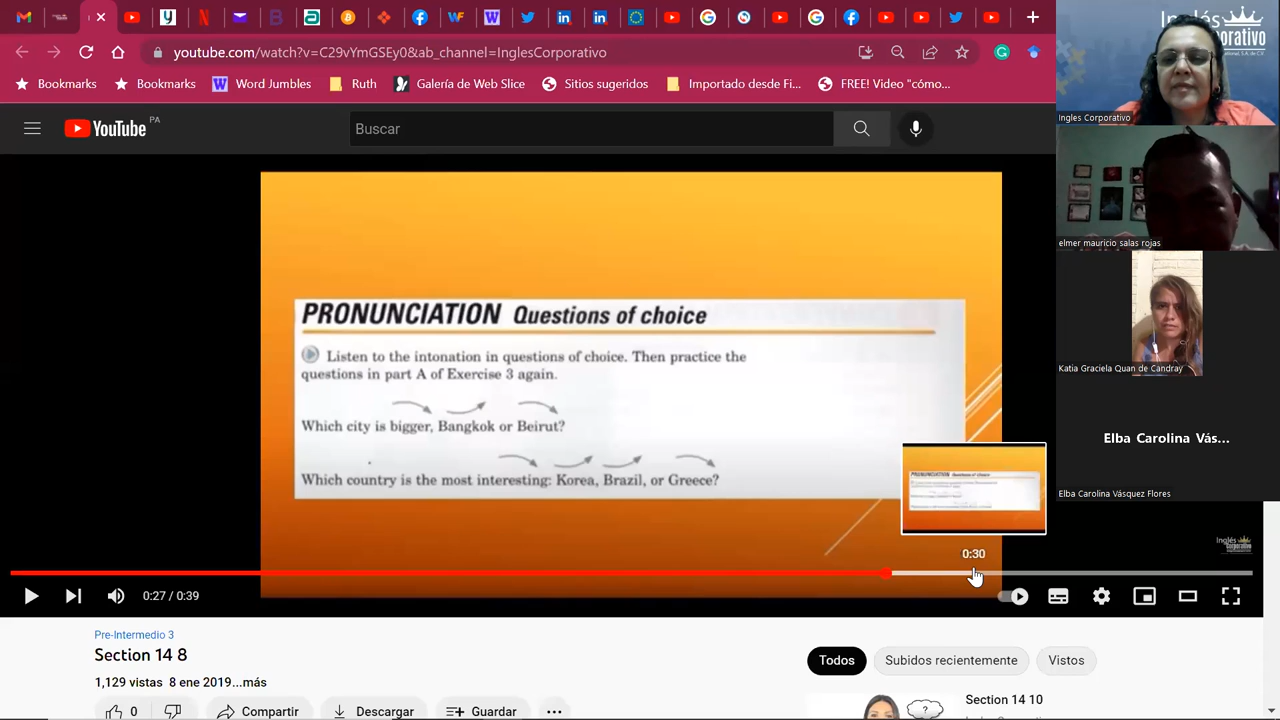 youtube.com/watch?v=C29vYmGSEy0&ab_channel=InglesCorporativo
Bookmarks
Bookmarks
Word Jumbles
Ruth
Galería de Web Slice
Sitios sugeridos
Importado desde Fi...
FREE! Video "cómo...
YouTube PA
Buscar
PRONUNCIATION Questions of choice
Listen to the intonation in questions of choice. Then practice the
questions in part A of Exercise 3 again.
Which city is bigger, Bangkok or Beirut?
Which country is the most interesting: Korea, Brazil, or Greece?
0:30
Inglés
Corporativo
0:27 / 0:39
Pre-Intermedio 3
Section 14 8
1,129 vistas 8 ene 2019...más
0
Compartir
Descargar
Guardar
Todos
Subidos recientemente
Vistos
Section 14 10
Inglés
Corporativo
Ingles Corporativo
elmer mauricio salas rojas
Katia Graciela Quan de Candray
Elba Carolina Vás...
Elba Carolina Vásquez Flores